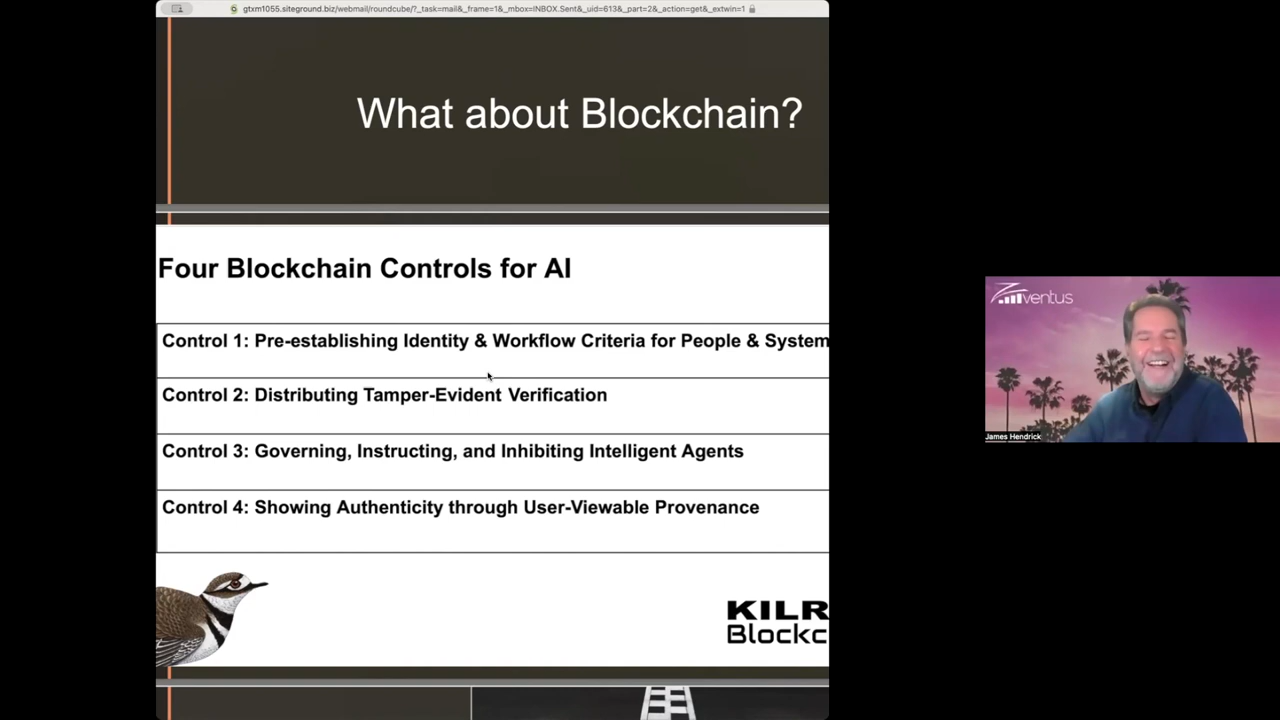 gtxm1055.siteground.biz/webmail/roundcube/?_task=mail&_frame=1&_mbox=INBOX.Sent&_uid=613&_part=2&_action=get&_extwin=1
What about Blockchain?
Four Blockchain Controls for AI
Control 1: Pre-establishing Identity & Workflow Criteria for People & System
Control 2: Distributing Tamper-Evident Verification
Control 3: Governing, Instructing, and Inhibiting Intelligent Agents
Control 4: Showing Authenticity through User-Viewable Provenance
KILR
Blockc
ventus
James Hendrick